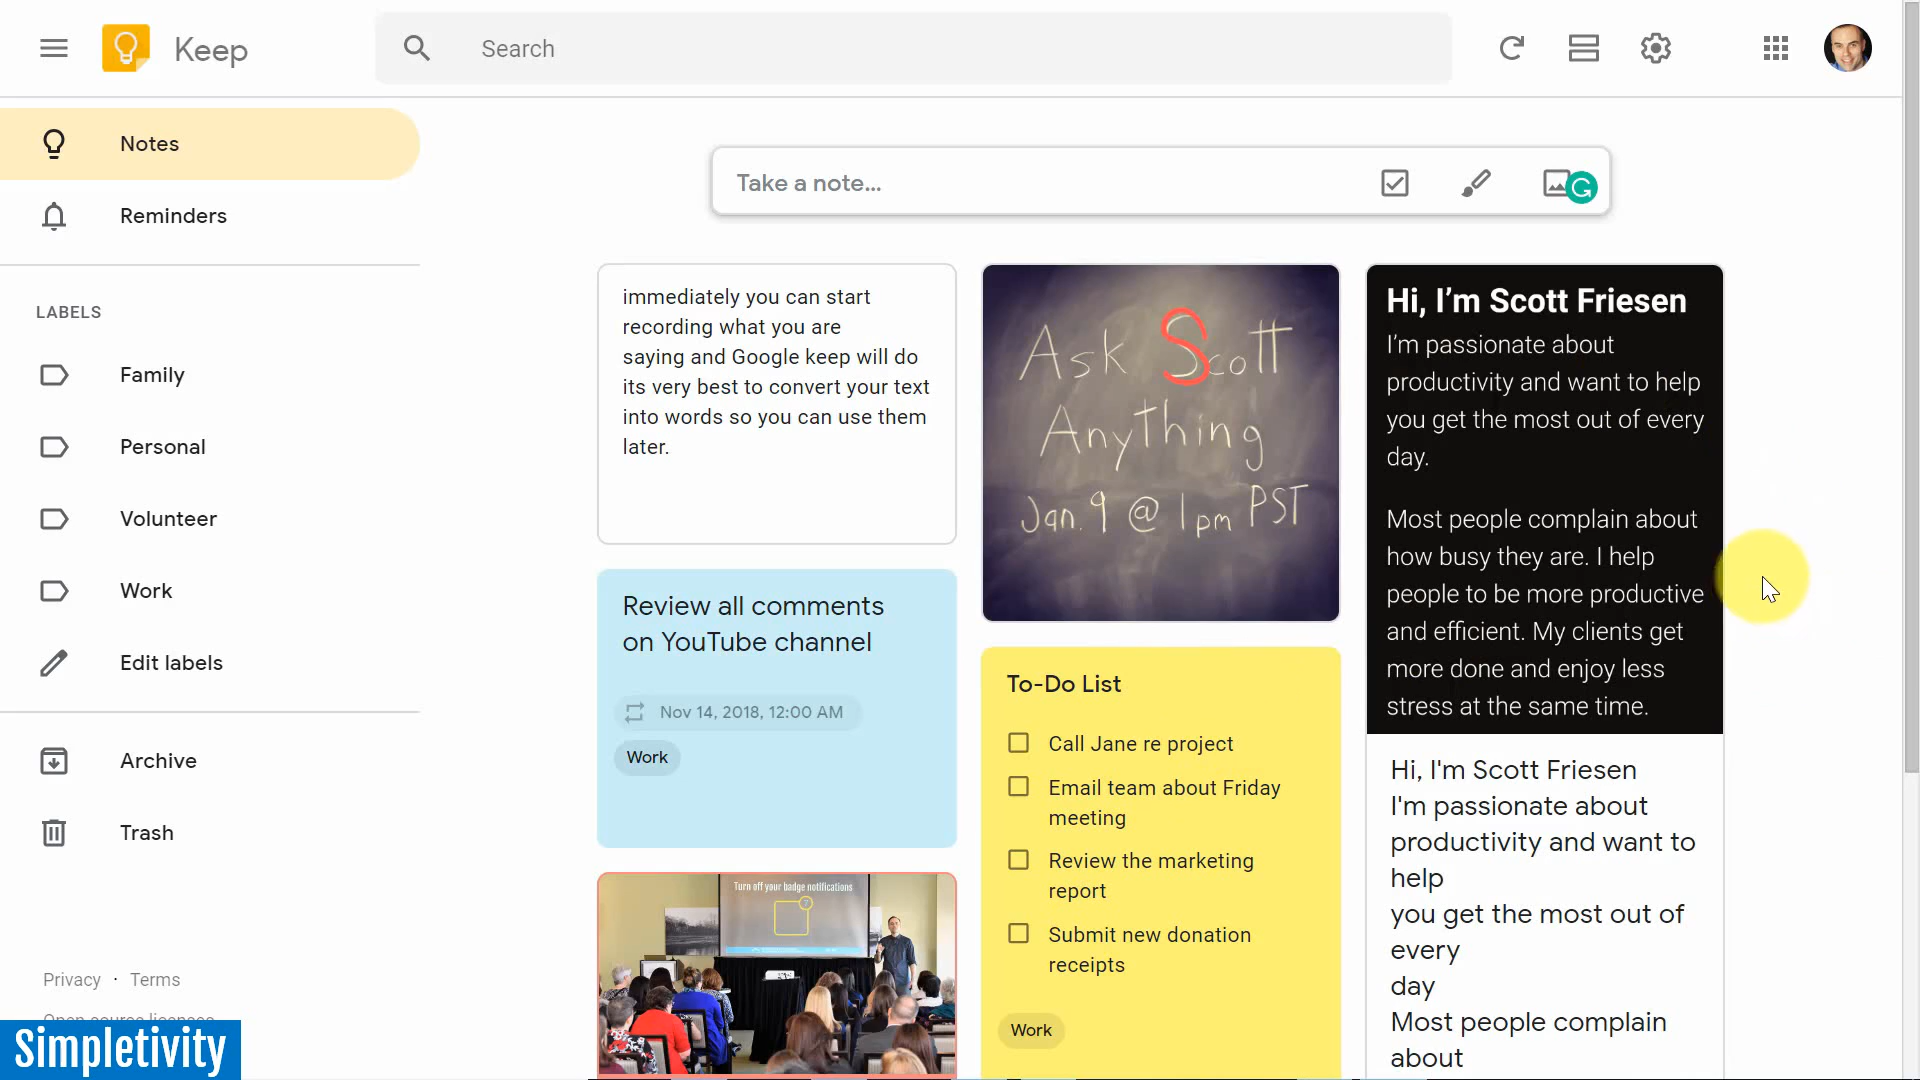 Keep
Search
Notes
Reminders
LABELS
Family
Personal
Volunteer
Work
Edit labels
Archive
Trash
Privacy · Terms
Open source licenses
Simpletivity
Take a note...
immediately you can start
recording what you are
saying and Google keep will do
its very best to convert your text
into words so you can use them
later.
Review all comments
on YouTube channel
Nov 14, 2018, 12:00 AM
Work
Turn off your badge notifications
Ask Scott
Anything
Jan. 9 @ 1pm PST
To-Do List
Call Jane re project
Email team about Friday
meeting
Review the marketing
report
Submit new donation
receipts
Work
Hi, I’m Scott Friesen
I’m passionate about
productivity and want to help
you get the most out of every
day.
Most people complain about
how busy they are. I help
people to be more productive
and efficient. My clients get
more done and enjoy less
stress at the same time.
Hi, I'm Scott Friesen
I'm passionate about
productivity and want to
help
you get the most out of
every
day
Most people complain
about